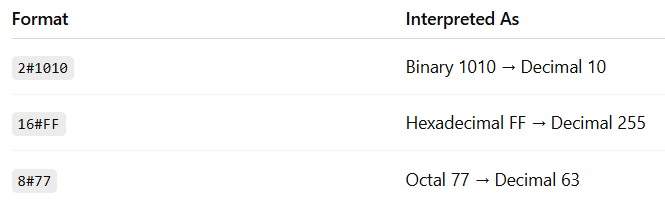 Format Interpreted As
2#1010 Binary 1010 → Decimal 10
16#FF Hexadecimal FF → Decimal 255
8#77 Octal 77 → Decimal 63